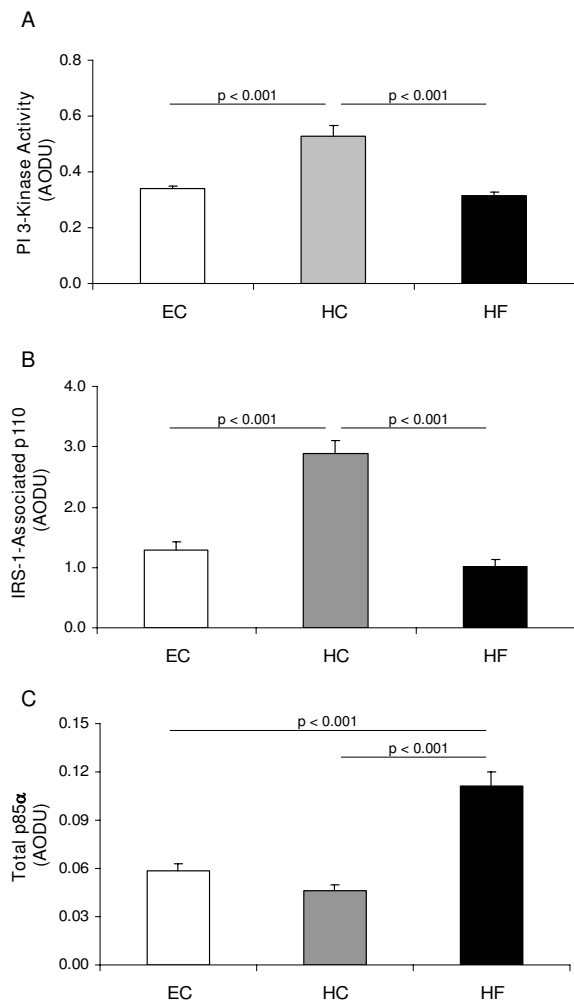 A
PI 3-Kinase Activity
(AODU)
0.8
0.6
0.4
0.2
0.0
p < 0.001
p < 0.001
EC
HC
HF
B
IRS-1-Associated p110
(AODU)
4.0
3.0
2.0
1.0
0.0
p < 0.001
p < 0.001
EC
HC
HF
C
Total p85α
(AODU)
0.15
0.12
0.09
0.06
0.03
0.00
p < 0.001
p < 0.001
EC
HC
HF